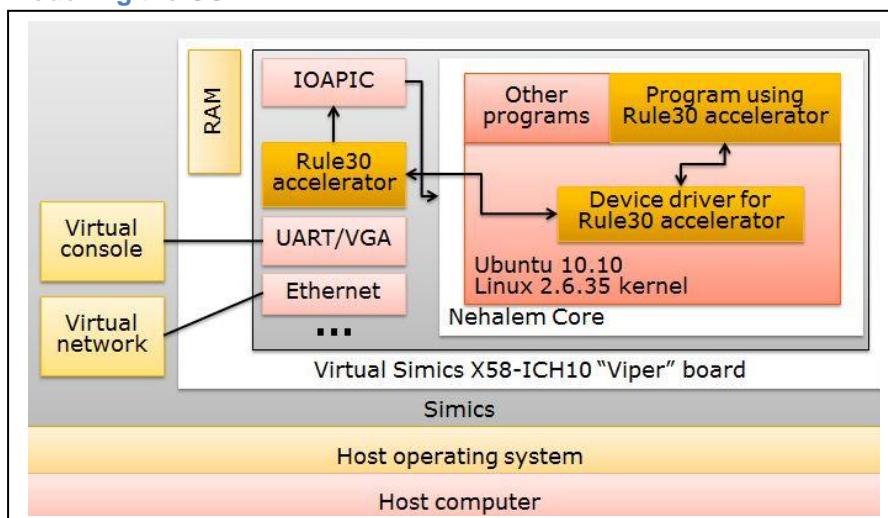 IOAPIC
RAM
Other
programs
Program using
Rule30 accelerator
Rule30
accelerator
Device driver for
Rule30 accelerator
Virtual
console
UART/VGA
Ubuntu 10.10
Linux 2.6.35 kernel
Ethernet
Virtual
network
...
Nehalem Core
Virtual Simics X58-ICH10 “Viper” board
Simics
Host operating system
Host computer